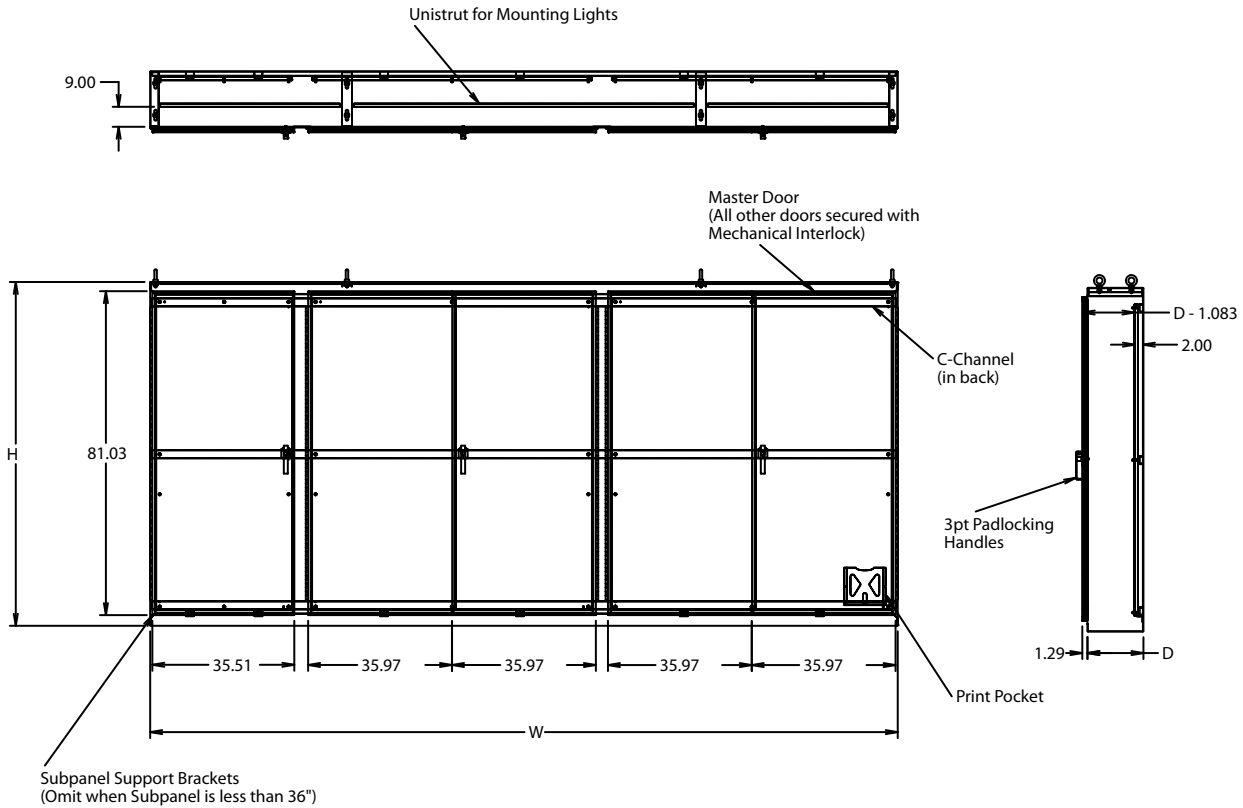 Unistrut for Mounting Lights
9.00
Master Door
(All other doors secured with
Mechanical Interlock)
D - 1.083
2.00
C-Channel
(in back)
H
81.03
3pt Padlocking
Handles
35.51
35.97
35.97
35.97
35.97
1.29
D
Print Pocket
W
Subpanel Support Brackets
(Omit when Subpanel is less than 36")